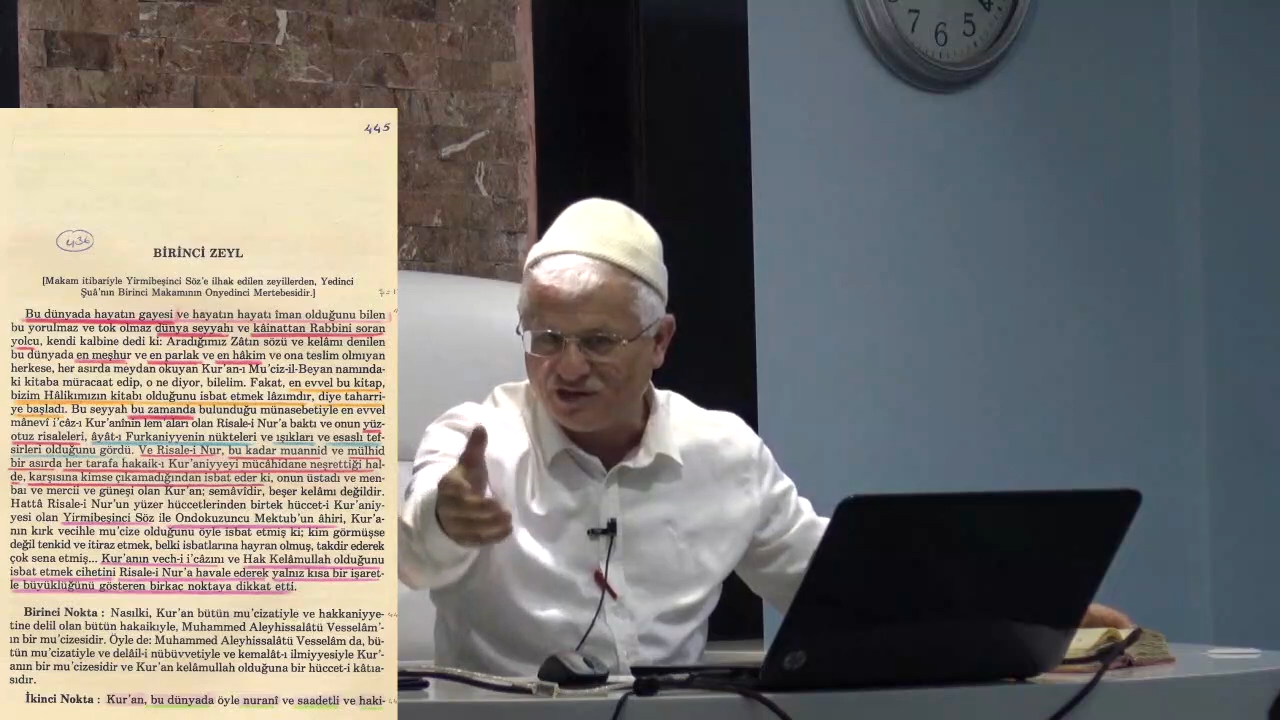 7 6 5 4
445
436
BİRİNCİ ZEYL
[Makam itibariyle Yirmibeşinci Söz'e ilhak edilen zeyillerden, Yedinci
Şuâ'nın Birinci Makamının Onyedinci Mertebesidir.]
Bu dünyada hayatın gayesi ve hayatın hayatı îman olduğunu bilen
bu yorulmaz ve tok olmaz dünya seyyahı ve kâinattan Rabbini soran
yolcu, kendi kalbine dedi ki: Aradığımız Zâtın sözü ve kelâmı denilen
bu dünyada en meşhur ve en parlak ve en hâkim ve ona teslim olmıyan
herkese, her asırda meydan okuyan Kur'an-ı Mu'ciz-il-Beyan namında-
ki kitaba müracaat edip, o ne diyor, bilelim. Fakat, en evvel bu kitap,
bizim Hâlikımızın kitabı olduğunu isbat etmek lâzımdır, diye taharri-
ye başladı. Bu seyyah bu zamanda bulunduğu münasebetiyle en evvel
mânevî i'câz-ı Kur'anînin lem'aları olan Risale-i Nur'a baktı ve onun yüz-
otuz risaleleri, âyât-ı Furkaniyyenin nükteleri ve ışıkları ve esaslı tef-
sirleri olduğunu gördü. Ve Risale-i Nur, bu kadar muannid ve mülhid
bir asırda her tarafa hakaik-ı Kur'aniyyeyi mücâhidane neşrettiği hal-
de, karşısına kimse çıkamadığından isbat eder ki, onun üstadı ve men-
baı ve mercii ve güneşi olan Kur'an; semâvîdir, beşer kelâmı değildir.
Hattâ Risale-i Nur'un yüzer hüccetlerinden birtek hüccet-i Kur'aniy-
yesi olan Yirmibeşinci Söz ile Ondokuzuncu Mektub'un âhiri, Kur'a-
nın kırk vecihle mu'cize olduğunu öyle isbat etmiş ki; kim görmüşse
değil tenkid ve itiraz etmek, belki isbatlarına hayran olmuş, takdir ederek
çok sena etmiş... Kur'anın vech-i i'câzını ve Hak Kelâmullah olduğunu
isbat etmek cihetini Risale-i Nur'a havale ederek yalnız kısa bir işaret-
le büyüklüğünü gösteren birkaç noktaya dikkat etti.
Birinci Nokta : Nasılki, Kur'an bütün mu'cizatiyle ve hakkaniyye-
tine delil olan bütün hakaikıyle, Muhammed Aleyhissalâtü Vesselâm'-
ın bir mu'cizesidir. Öyle de: Muhammed Aleyhissalâtü Vesselâm da, bü-
tün mu'cizatiyle ve delâil-i nübüvvetiyle ve kemalât-ı ilmiyyesiyle Kur'-
anın bir mu'cizesidir ve Kur'an kelâmullah olduğuna bir hüccet-i kâtıa-
sıdır.
İkinci Nokta : Kur'an, bu dünyada öyle nuranî ve saadetli ve haki-
hp